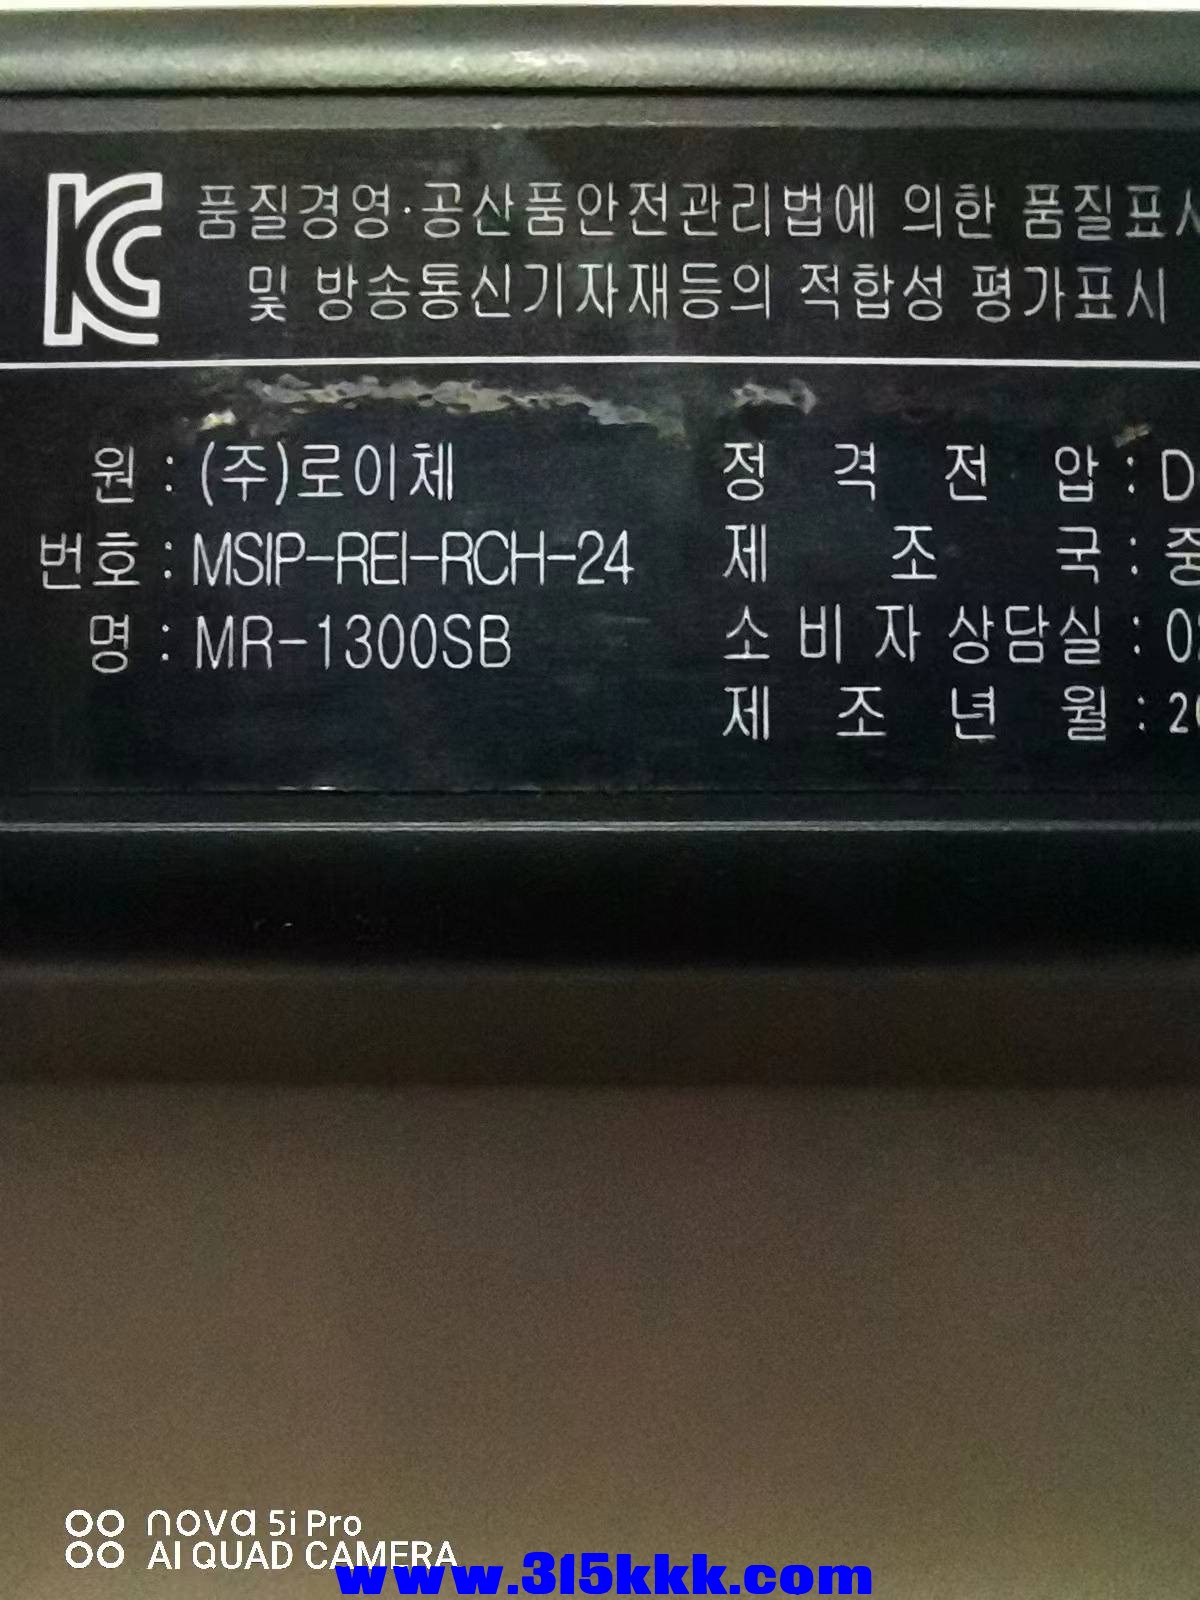 KC 품질경영·공산품안전관리법에 의한 품질표시
및 방송통신기자재등의 적합성 평가표시
원 : (주)로이체
정 격 전 압 : D
번호 : MSIP-REI-RCH-24
제 조 국 : 중
명 : MR-1300SB
소 비 자 상담실 : 02
제 조 년 월 : 20
nova 5i Pro
AI QUAD CAMERA
www.315kkk.com